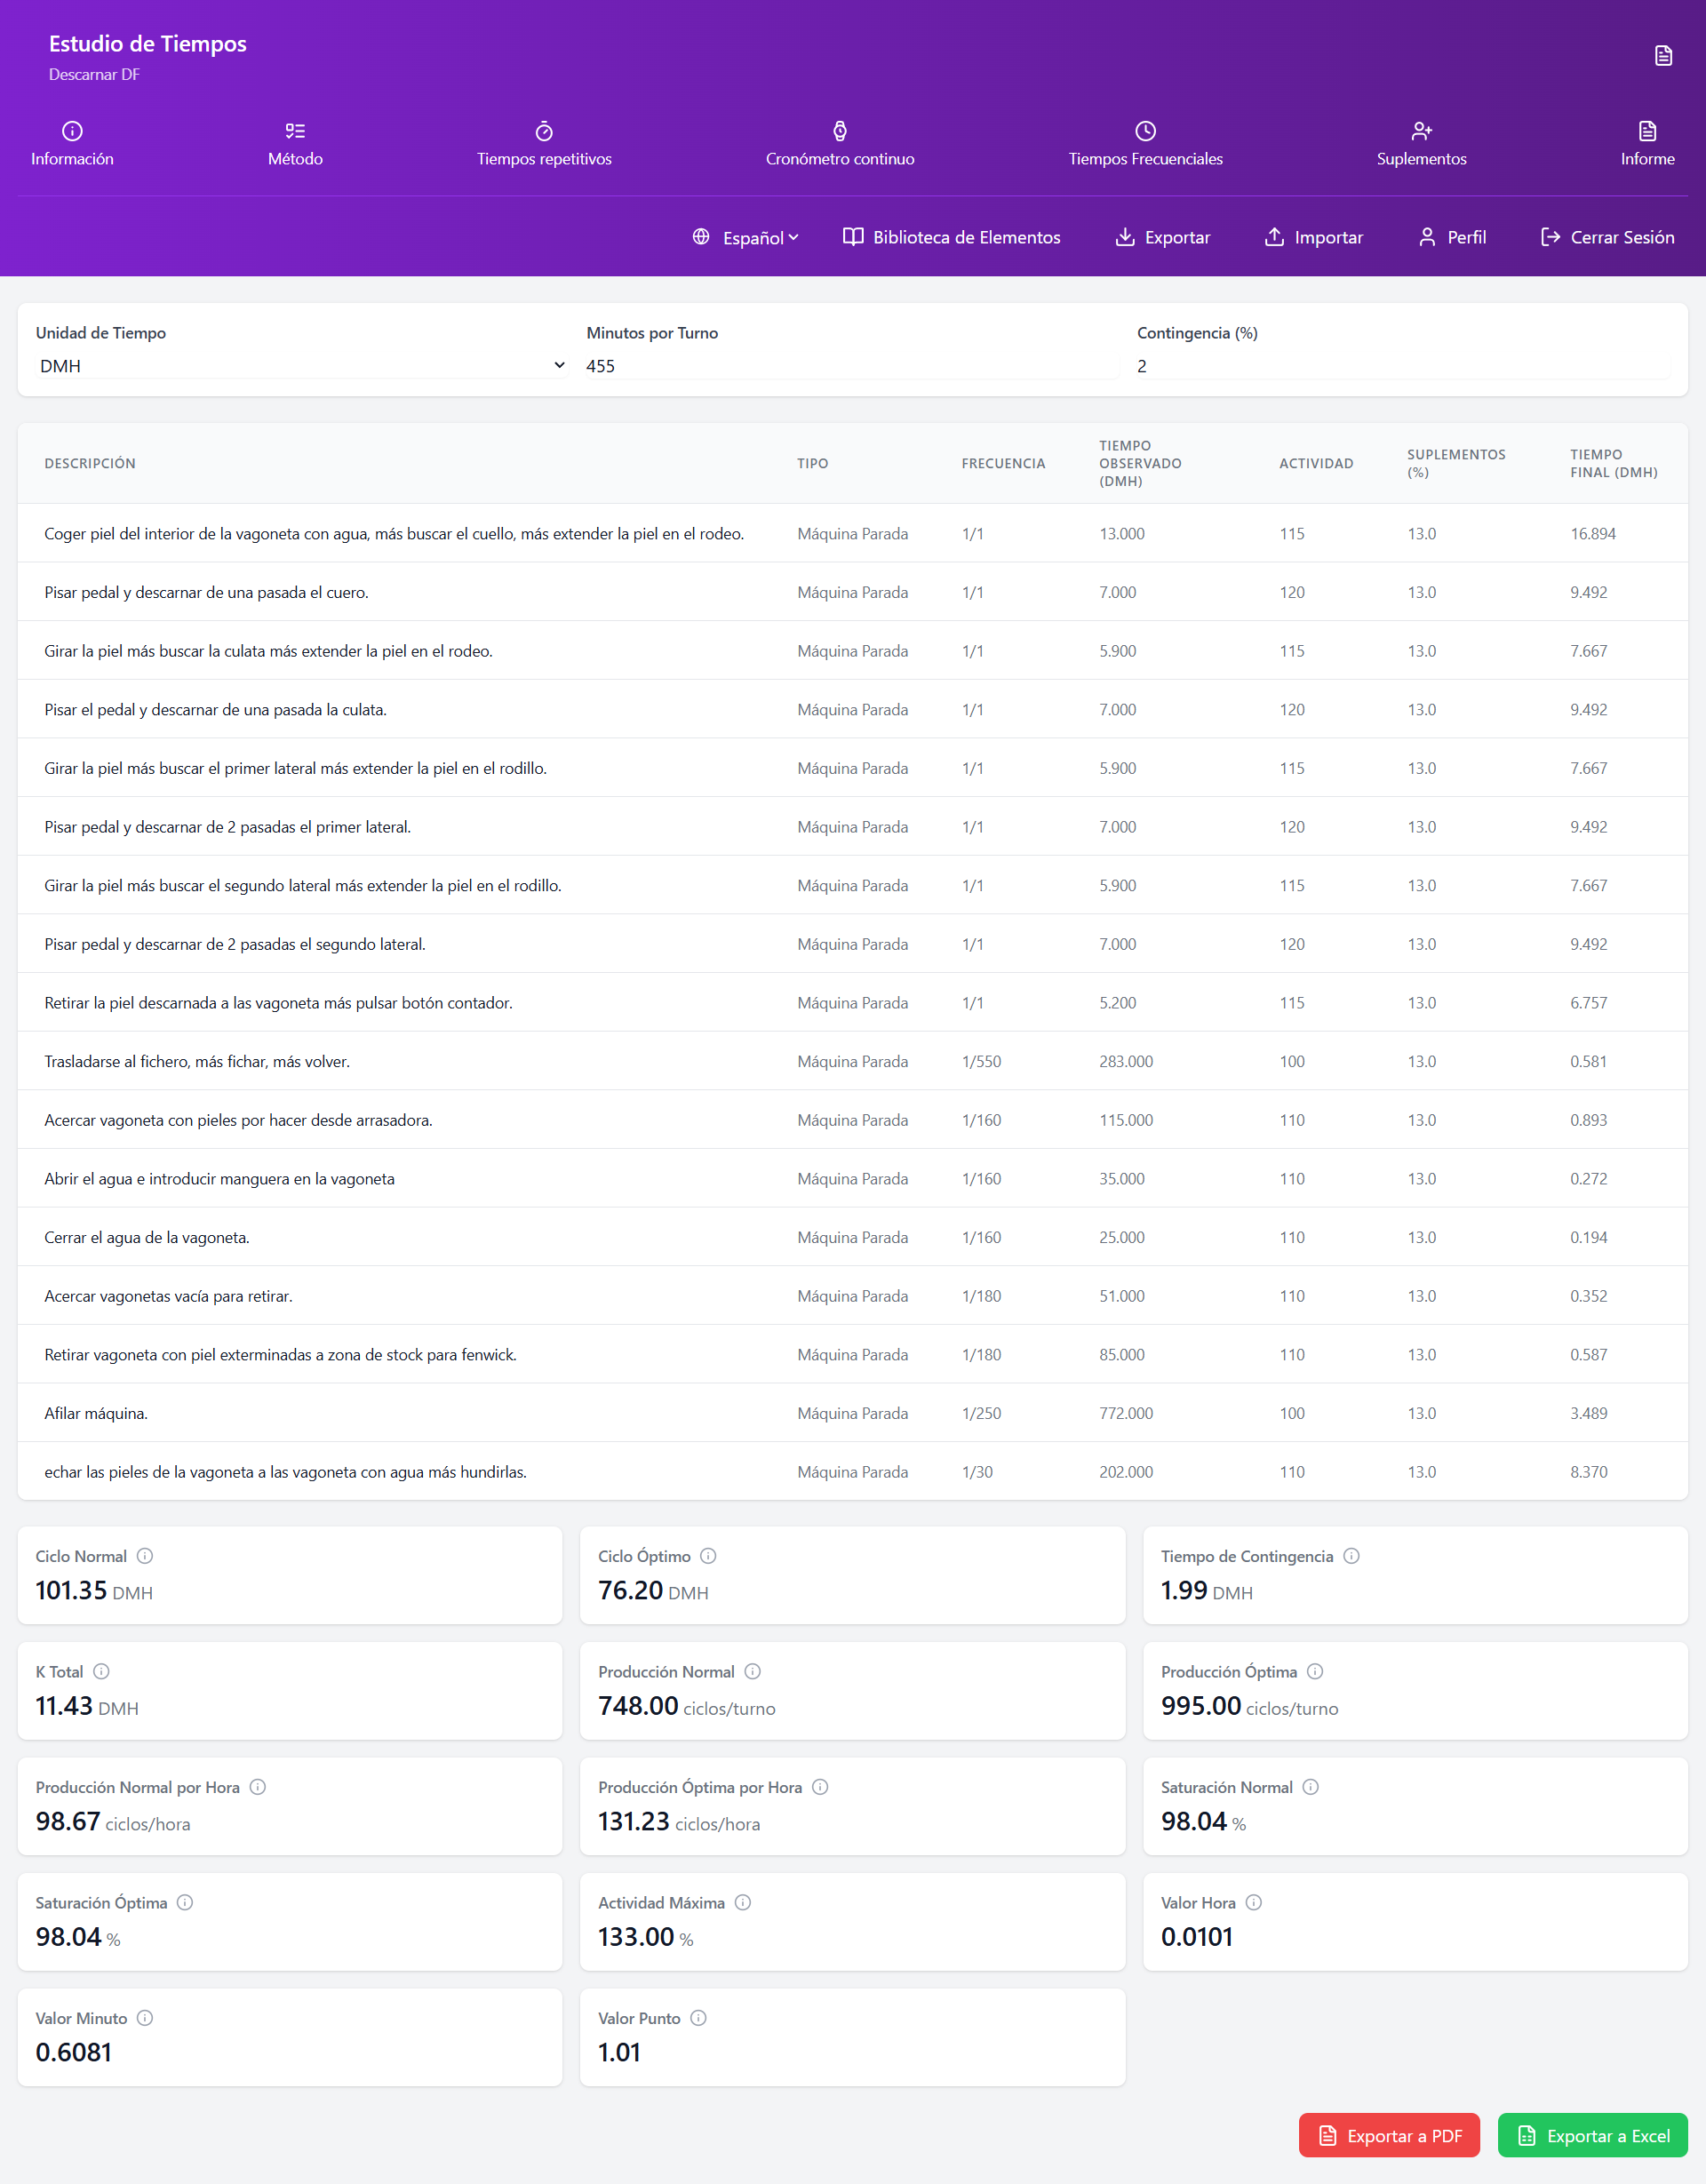 Estudio de Tiempos
Descarnar DF
Información
Método
Tiempos repetitivos
Cronómetro continuo
Tiempos Frecuenciales
Suplementos
Informe
Español
Biblioteca de Elementos
Exportar
Importar
Perfil
Cerrar Sesión
Unidad de Tiempo
DMH
Minutos por Turno
455
Contingencia (%)
2
DESCRIPCIÓN TIPO FRECUENCIA TIEMPO OBSERVADO (DMH) ACTIVIDAD SUPLEMENTOS (%) TIEMPO FINAL (DMH)
Coger piel del interior de la vagoneta con agua, más buscar el cuello, más extender la piel en el rodeo. Máquina Parada 1/1 13.000 115 13.0 16.894
Pisar pedal y descarnar de una pasada el cuero. Máquina Parada 1/1 7.000 120 13.0 9.492
Girar la piel más buscar la culata más extender la piel en el rodeo. Máquina Parada 1/1 5.900 115 13.0 7.667
Pisar el pedal y descarnar de una pasada la culata. Máquina Parada 1/1 7.000 120 13.0 9.492
Girar la piel más buscar el primer lateral más extender la piel en el rodillo. Máquina Parada 1/1 5.900 115 13.0 7.667
Pisar pedal y descarnar de 2 pasadas el primer lateral. Máquina Parada 1/1 7.000 120 13.0 9.492
Girar la piel más buscar el segundo lateral más extender la piel en el rodillo. Máquina Parada 1/1 5.900 115 13.0 7.667
Pisar pedal y descarnar de 2 pasadas el segundo lateral. Máquina Parada 1/1 7.000 120 13.0 9.492
Retirar la piel descarnada a las vagoneta más pulsar botón contador. Máquina Parada 1/1 5.200 115 13.0 6.757
Trasladarse al fichero, más fichar, más volver. Máquina Parada 1/550 283.000 100 13.0 0.581
Acercar vagoneta con pieles por hacer desde arrasadora. Máquina Parada 1/160 115.000 110 13.0 0.893
Abrir el agua e introducir manguera en la vagoneta Máquina Parada 1/160 35.000 110 13.0 0.272
Cerrar el agua de la vagoneta. Máquina Parada 1/160 25.000 110 13.0 0.194
Acercar vagonetas vacía para retirar. Máquina Parada 1/180 51.000 110 13.0 0.352
Retirar vagoneta con piel exterminadas a zona de stock para fenwick. Máquina Parada 1/180 85.000 110 13.0 0.587
Afilar máquina. Máquina Parada 1/250 772.000 100 13.0 3.489
echar las pieles de la vagoneta a las vagoneta con agua más hundirlas. Máquina Parada 1/30 202.000 110 13.0 8.370
Ciclo Normal
101.35 DMH
Ciclo Óptimo
76.20 DMH
Tiempo de Contingencia
1.99 DMH
K Total
11.43 DMH
Producción Normal
748.00 ciclos/turno
Producción Óptima
995.00 ciclos/turno
Producción Normal por Hora
98.67 ciclos/hora
Producción Óptima por Hora
131.23 ciclos/hora
Saturación Normal
98.04 %
Saturación Óptima
98.04 %
Actividad Máxima
133.00 %
Valor Hora
0.0101
Valor Minuto
0.6081
Valor Punto
1.01
Exportar a PDF
Exportar a Excel